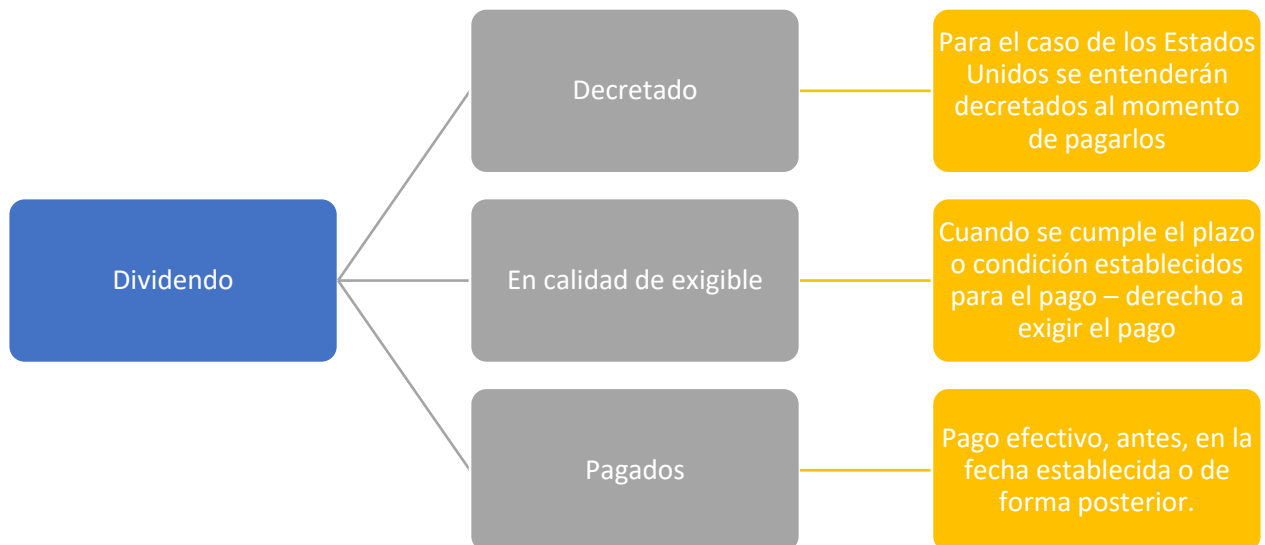 Dividendo
Decretado
Para el caso de los Estados
Unidos se entenderán
decretados al momento
de pagarlos
En calidad de exigible
Cuando se cumple el plazo
o condición establecidos
para el pago – derecho a
exigir el pago
Pagados
Pago efectivo, antes, en la
fecha establecida o de
forma posterior.